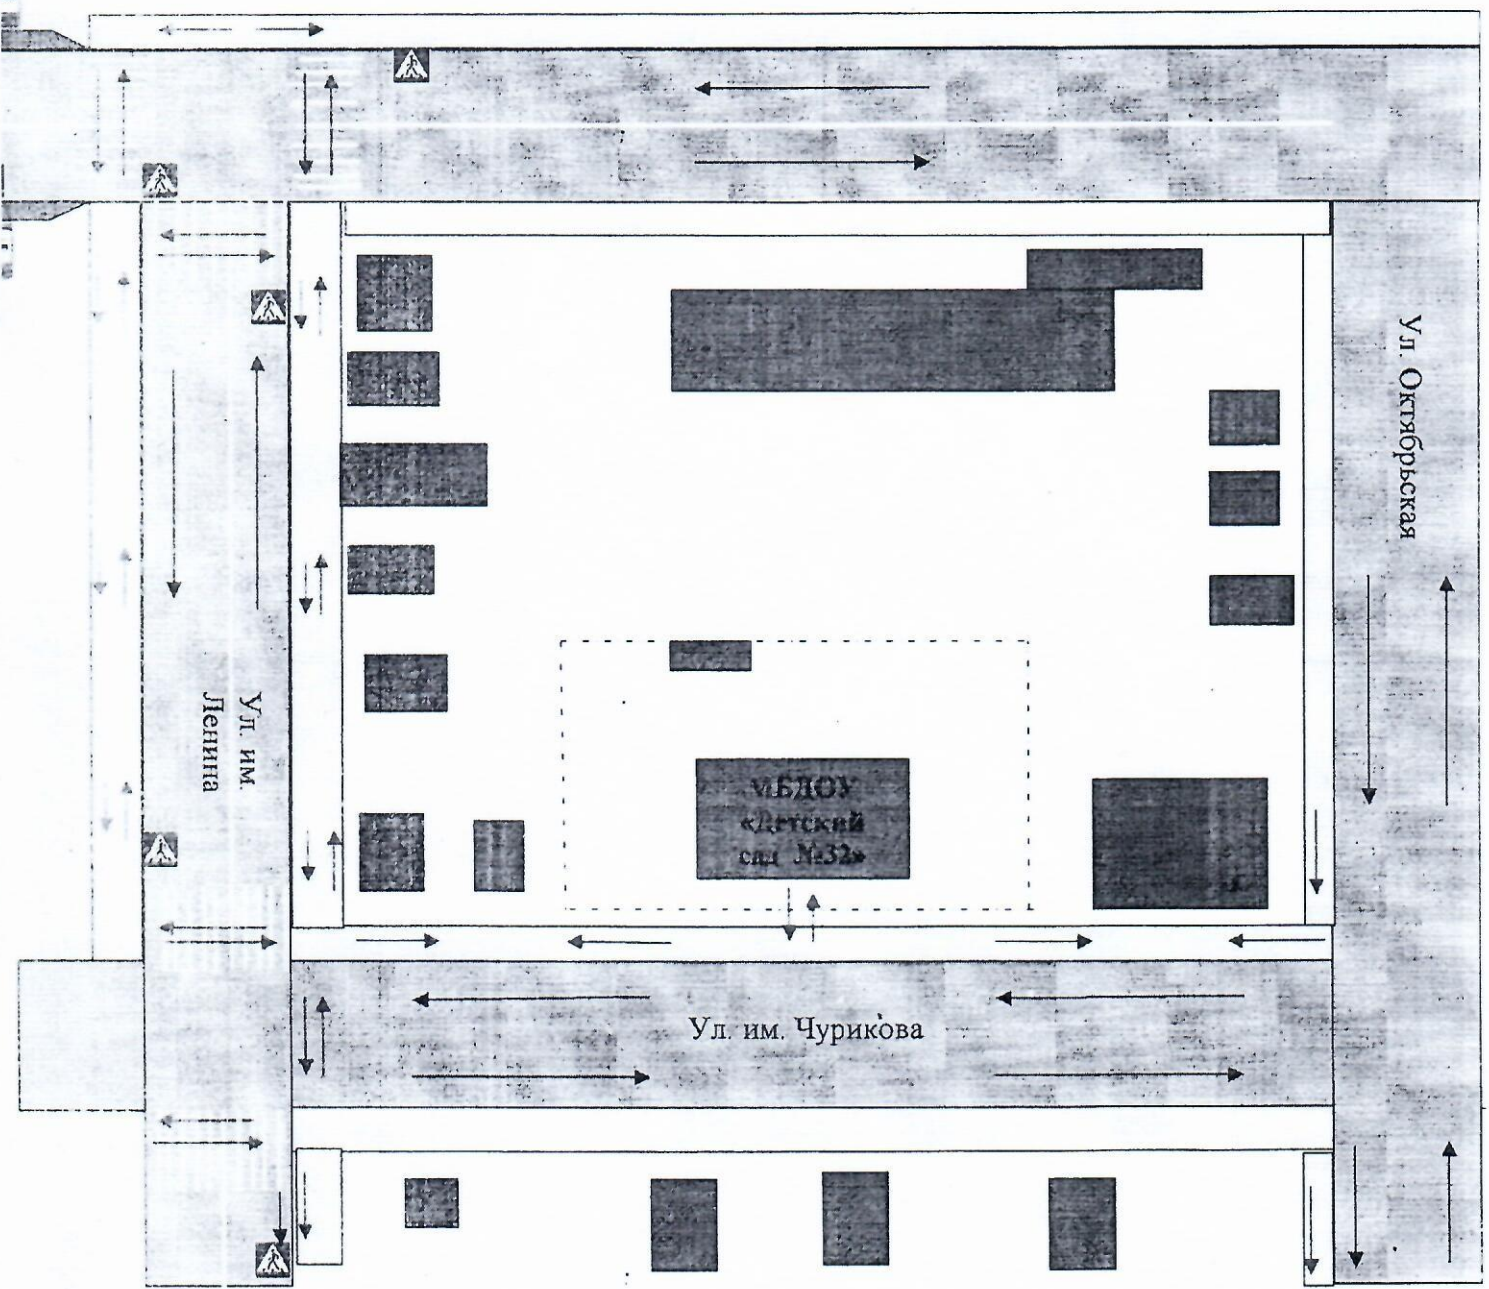 Ул. Октябрьская
Ул. им.
Ленина
МБДОУ
«Детский
сад №32»
Ул. им. Чурикова